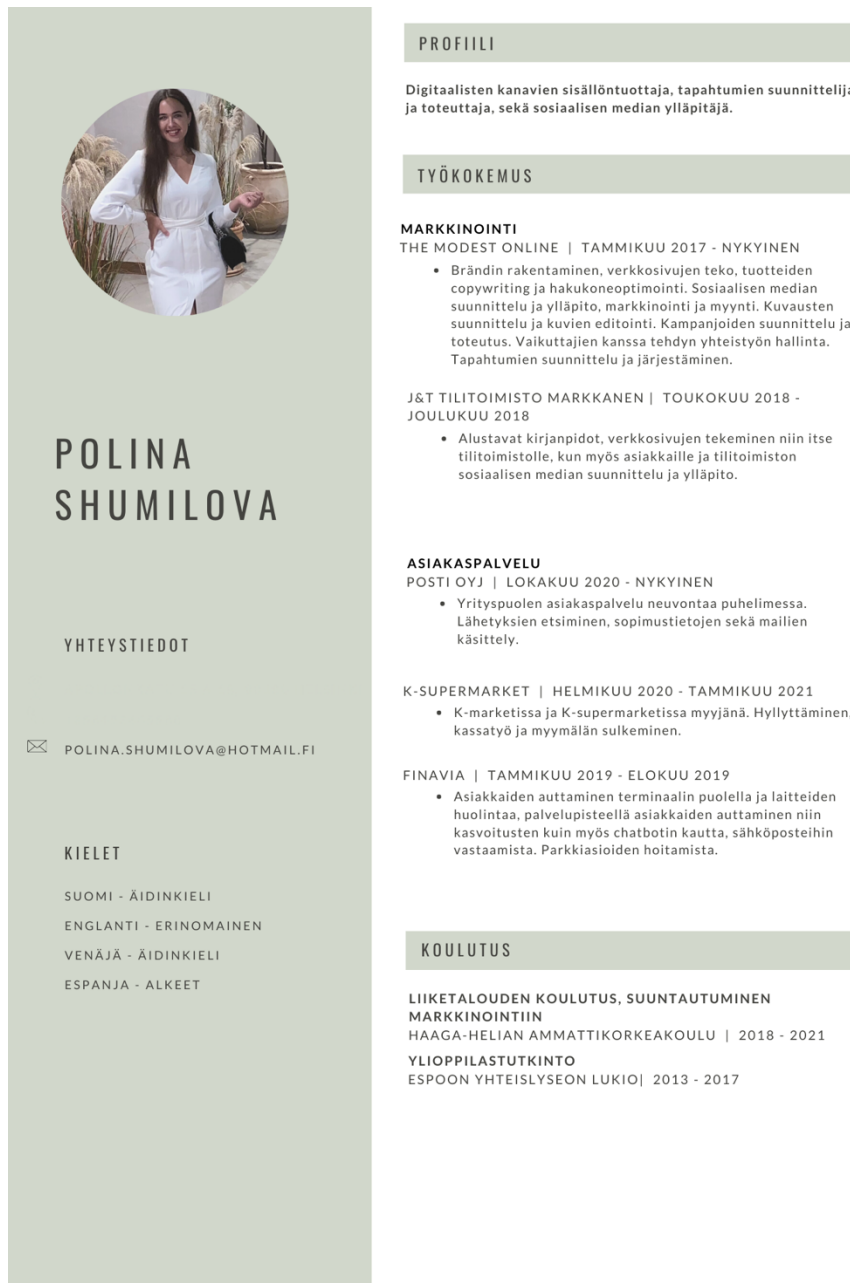 POLINA
SHUMILOVA
YHTEYSTIEDOT
POLINA.SHUMILOVA@HOTMAIL.FI
KIELET
SUOMI - ÄIDINKIELI
ENGLANTI - ERINOMAINEN
VENÄJÄ - ÄIDINKIELI
ESPANJA - ALKEET
PROFIILI
Digitaalisten kanavien sisällöntuottaja, tapahtumien suunnittelija
ja toteuttaja, sekä sosiaalisen median ylläpitäjä.
TYÖKOKEMUS
MARKKINOINTI
THE MODEST ONLINE | TAMMIKUU 2017 - NYKYINEN
• Brändin rakentaminen, verkkosivujen teko, tuotteiden
copywriting ja hakukoneoptimointi. Sosiaalisen median
suunnittelu ja ylläpito, markkinointi ja myynti. Kuvausten
suunnittelu ja kuvien editointi. Kampanjoiden suunnittelu ja
toteutus. Vaikuttajien kanssa tehdyn yhteistyön hallinta.
Tapahtumien suunnittelu ja järjestäminen.
J&T TILITOIMISTO MARKKANEN | TOUKOKUU 2018 -
JOULUKUU 2018
• Alustavat kirjanpidot, verkkosivujen tekeminen niin itse
tilitoimistolle, kun myös asiakkaille ja tilitoimiston
sosiaalisen median suunnittelu ja ylläpito.
ASIAKASPALVELU
POSTI OYJ | LOKAKUU 2020 - NYKYINEN
• Yrityspuolen asiakaspalvelu neuvontaa puhelimessa.
Lähetyksien etsiminen, sopimustietojen sekä mailien
käsittely.
K-SUPERMARKET | HELMIKUU 2020 - TAMMIKUU 2021
• K-marketissa ja K-supermarketissa myyjänä. Hyllyttäminen,
kassatyö ja myymälän sulkeminen.
FINAVIA | TAMMIKUU 2019 - ELOKUU 2019
• Asiakkaiden auttaminen terminaalin puolella ja laitteiden
huolintaa, palvelupisteellä asiakkaiden auttaminen niin
kasvoitusten kuin myös chatbotin kautta, sähköposteihin
vastaamista. Parkkiasioiden hoitamista.
KOULUTUS
LIIKETALOUDEN KOULUTUS, SUUNTAUTUMINEN
MARKKINOINTIIN
HAAGA-HELIAN AMMATTIKORKEAKOULU | 2018 - 2021
YLIOPPILASTUTKINTO
ESPOON YHTEISLYSEON LUKIO| 2013 - 2017